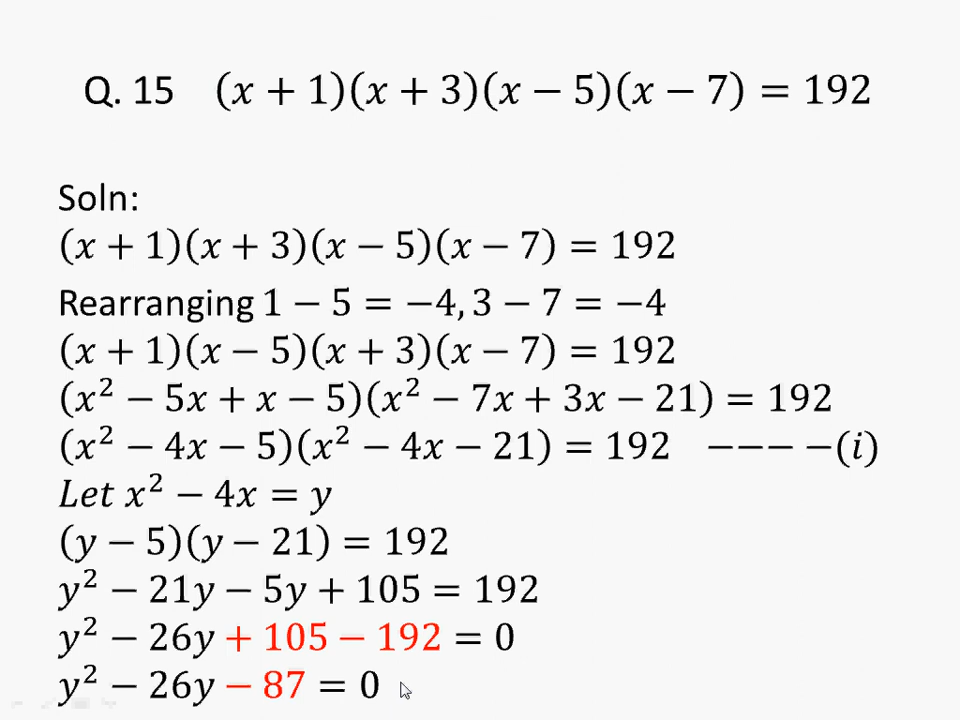 Q. 15 (x + 1)(x + 3)(x − 5)(x − 7) = 192
Soln:
(x + 1)(x + 3)(x − 5)(x − 7) = 192
Rearranging 1 − 5 = −4, 3 − 7 = −4
(x + 1)(x − 5)(x + 3)(x − 7) = 192
(x² − 5x + x − 5)(x² − 7x + 3x − 21) = 192
(x² − 4x − 5)(x² − 4x − 21) = 192 −−− −(i)
Let x² − 4x = y
(y − 5)(y − 21) = 192
y² − 21y − 5y + 105 = 192
y² − 26y + 105 − 192 = 0
y² − 26y − 87 = 0